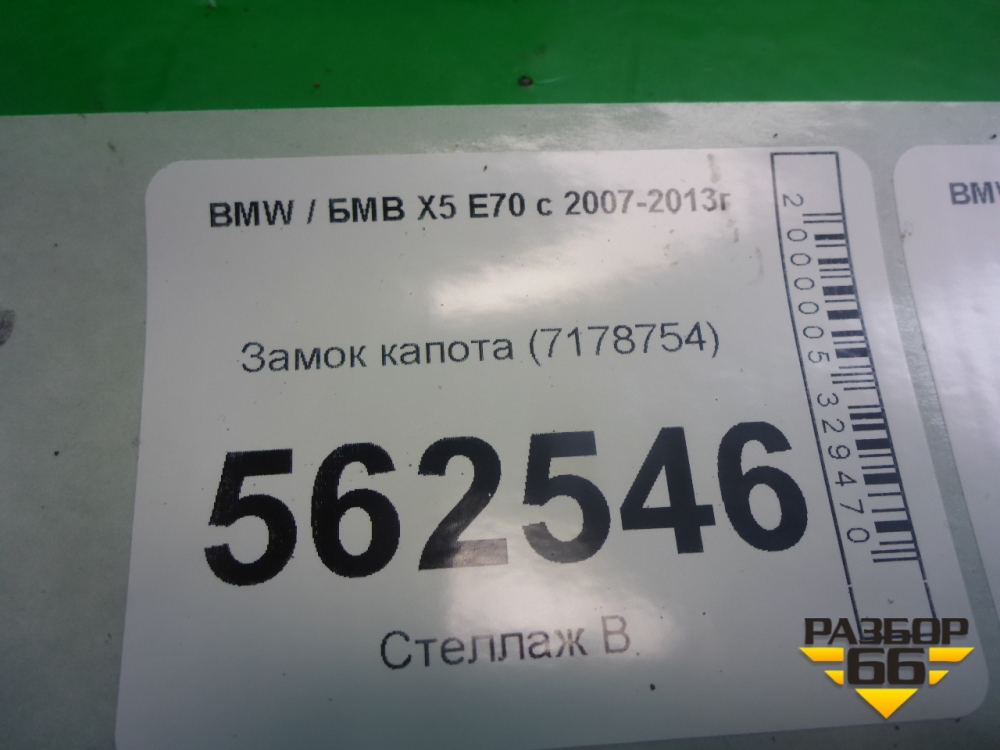 BMW / БМВ X5 E70 с 2007-2013г
Замок капота (7178754)
562546
Стеллаж В
2000005329470
BMW
РАЗБОР
66